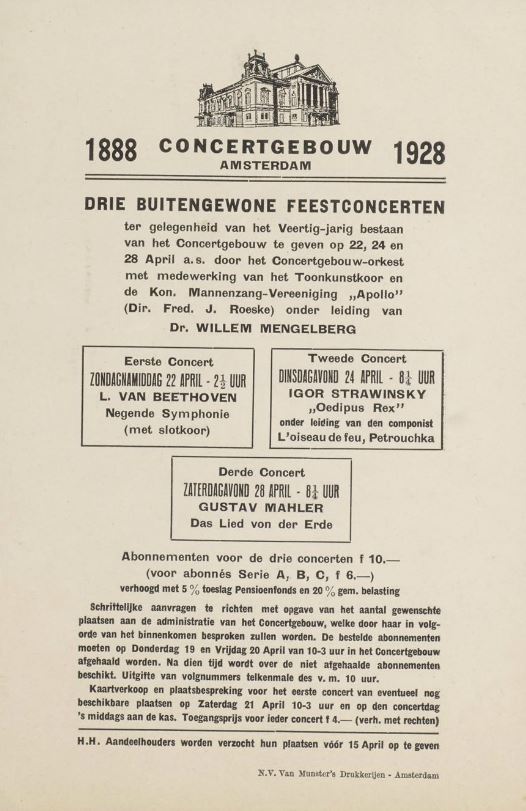 1888 CONCERTGEBOUW 1928
AMSTERDAM
DRIE BUITENGEWONE FEESTCONCERTEN
ter gelegenheid van het Veertig-jarig bestaan
van het Concertgebouw te geven op 22, 24 en
28 April a.s. door het Concertgebouw-orkest
met medewerking van het Toonkunstkoor en
de Kon. Mannenzang-Vereeniging „Apollo”
(Dir. Fred. J. Roeske) onder leiding van
Dr. WILLEM MENGELBERG
Eerste Concert
ZONDAGNAMIDDAG 22 APRIL - 2½ UUR
L. VAN BEETHOVEN
Negende Symphonie
(met slotkoor)
Tweede Concert
DINSDAGAVOND 24 APRIL - 8¼ UUR
IGOR STRAWINSKY
„Oedipus Rex”
onder leiding van den componist
L'oiseau de feu, Petrouchka
Derde Concert
ZATERDAGAVOND 28 APRIL - 8¼ UUR
GUSTAV MAHLER
Das Lied von der Erde
Abonnementen voor de drie concerten f 10.—
(voor abonnés Serie A, B, C, f 6.—)
verhoogd met 5 % toeslag Pensioenfonds en 20 % gem. belasting
Schriftelijke aanvragen te richten met opgave van het aantal gewenschte
plaatsen aan de administratie van het Concertgebouw, welke door haar in volg-
orde van het binnenkomen besproken zullen worden. De bestelde abonnementen
moeten op Donderdag 19 en Vrijdag 20 April van 10-3 uur in het Concertgebouw
afgehaald worden. Na dien tijd wordt over de niet afgehaalde abonnementen
beschikt. Uitgifte van volgnummers telkenmale des v. m. 10 uur.
Kaartverkoop en plaatsbespreking voor het eerste concert van eventueel nog
beschikbare plaatsen op Zaterdag 21 April 10-3 uur en op den concertdag
's middags aan de kas. Toegangsprijs voor ieder concert f 4.— (verh. met rechten)
H.H. Aandeelhouders worden verzocht hun plaatsen vóór 15 April op te geven
N.V. Van Munster's Drukkerijen - Amsterdam